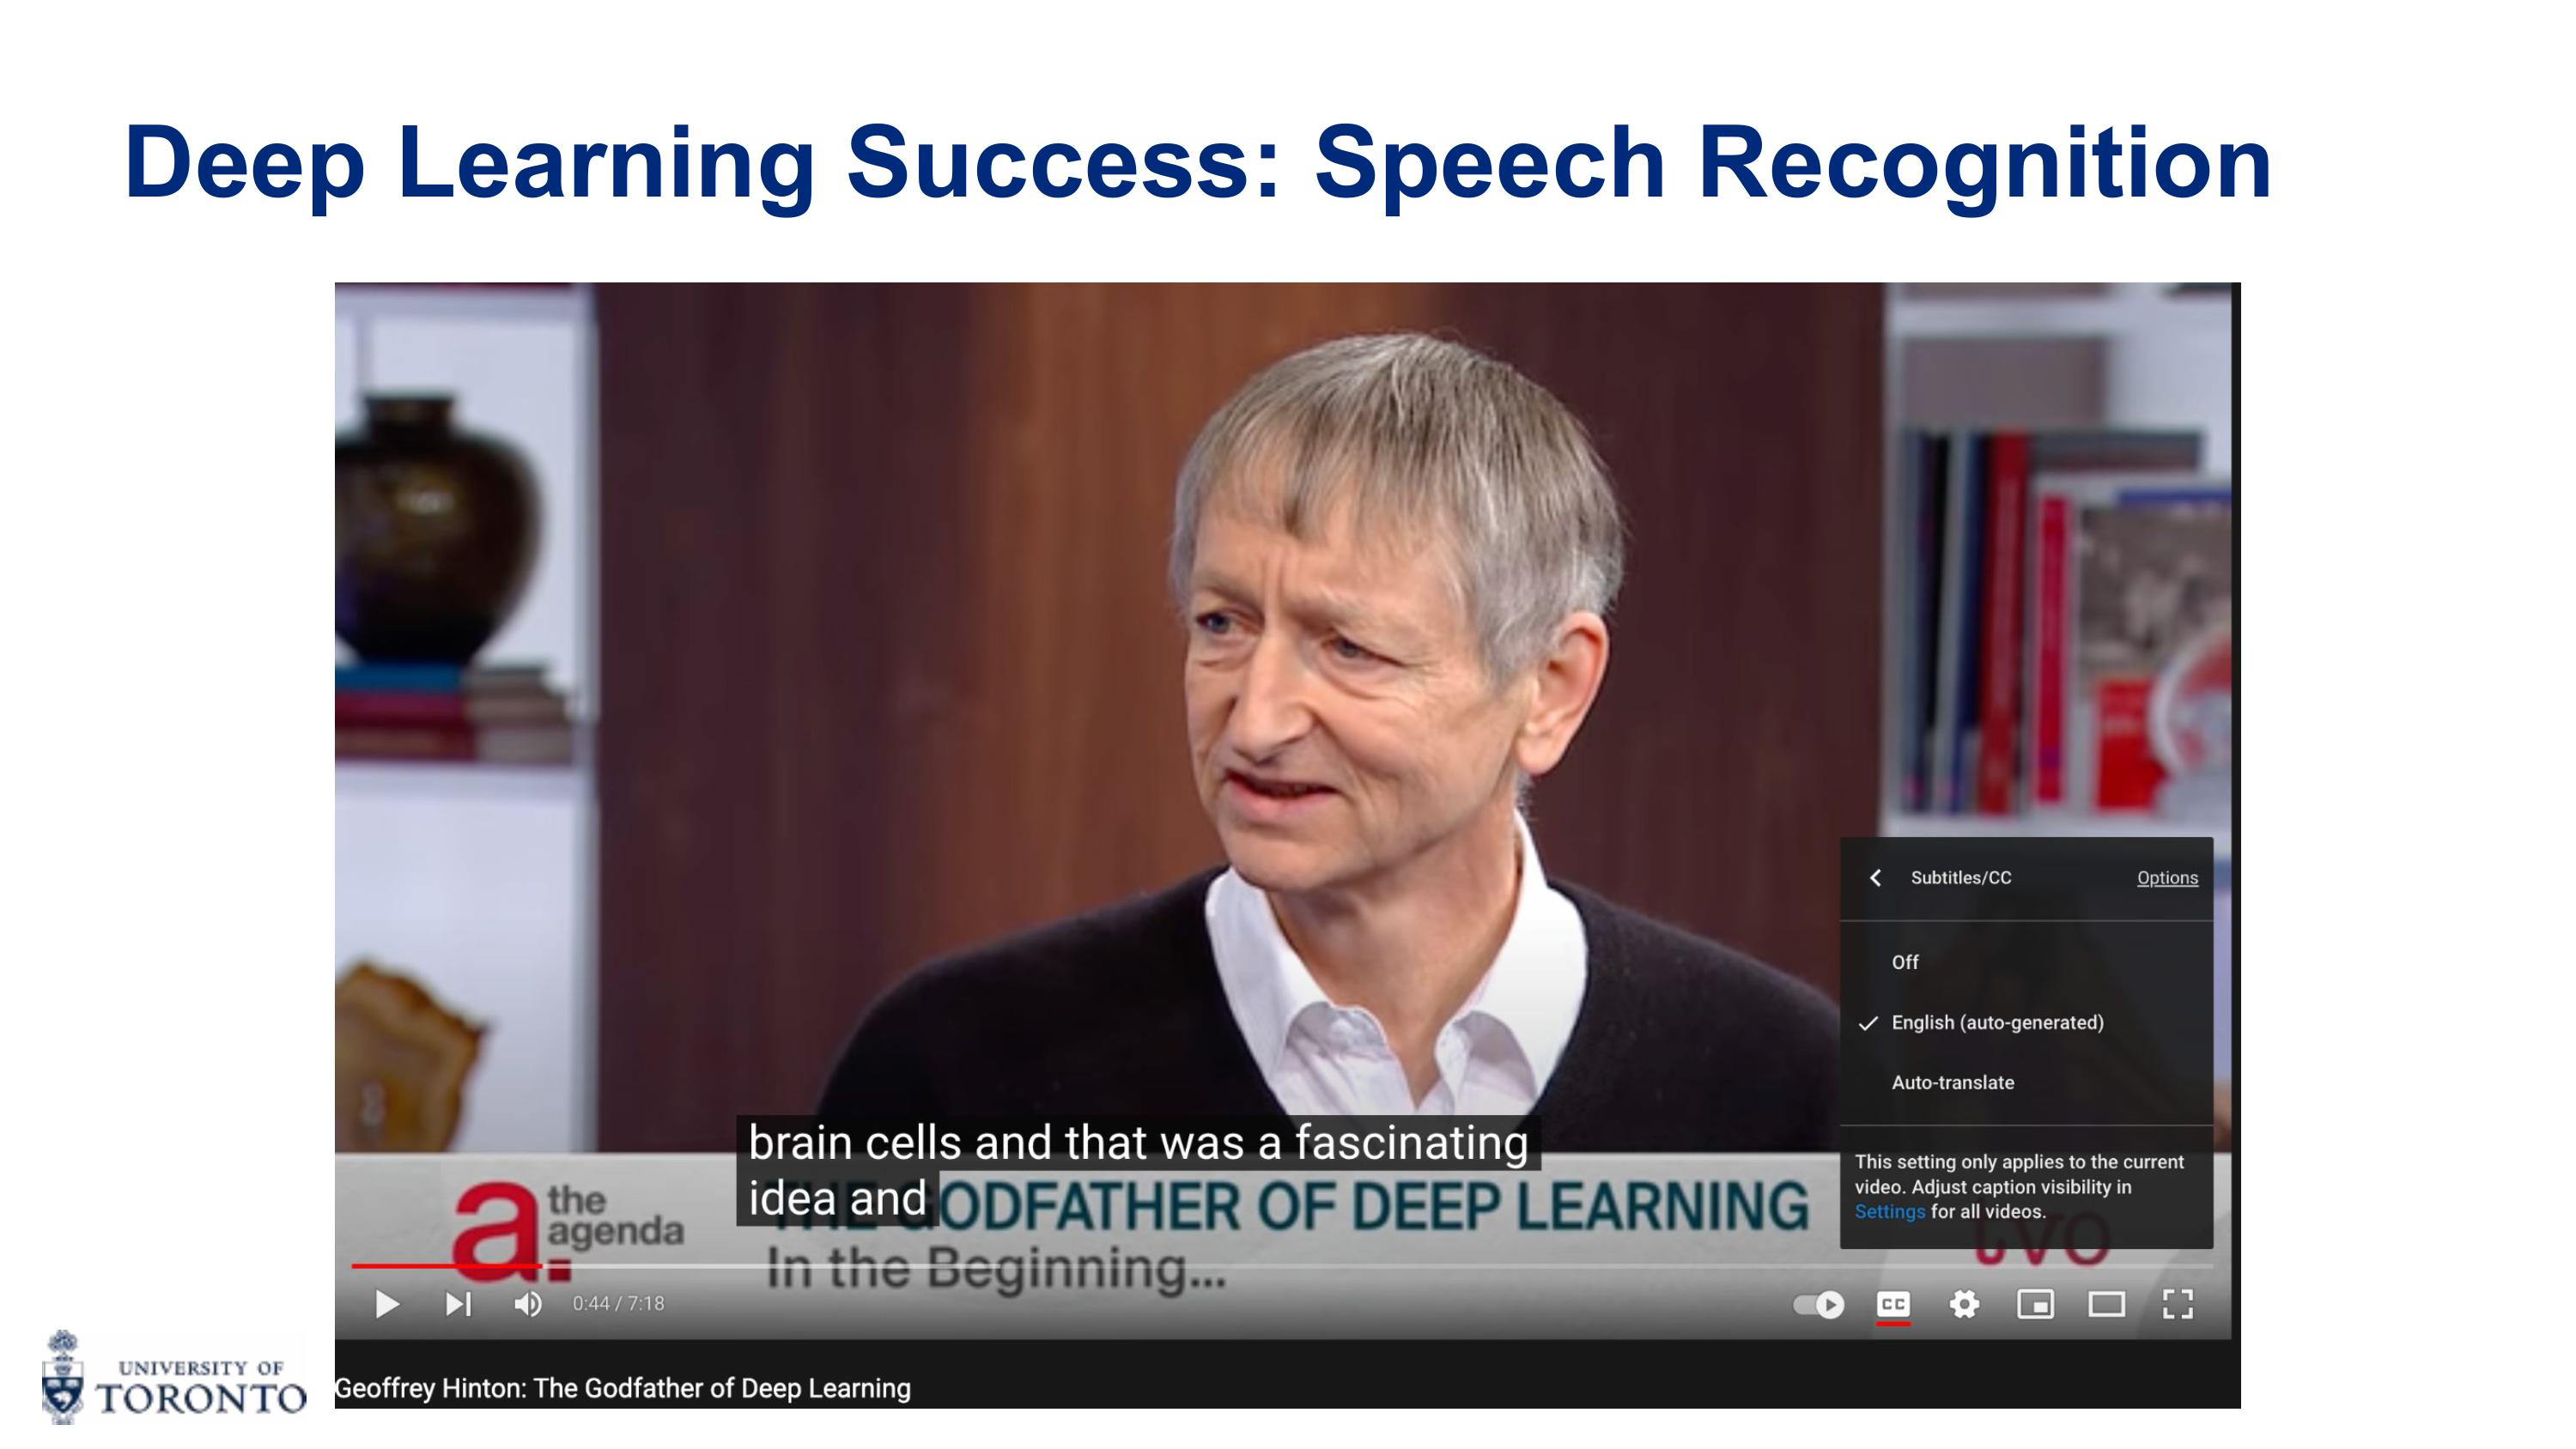 Deep Learning Success: Speech Recognition
Subtitles/CC Options
Off
English (auto-generated)
Auto-translate
This setting only applies to the current
video. Adjust caption visibility in
Settings for all videos.
brain cells and that was a fascinating
idea and
a.
the
agenda
THE GODFATHER OF DEEP LEARNING
In the Beginning...
tvo
0:44 / 7:18
CC
Geoffrey Hinton: The Godfather of Deep Learning
UNIVERSITY OF
TORONTO